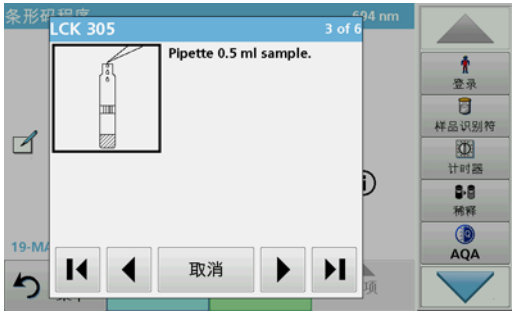 条形码程序
694 nm
LCK 305
3 of 6
Pipette 0.5 ml sample.
登录
样品识别符
计时器
稀释
AQA
19-MA
取消
项